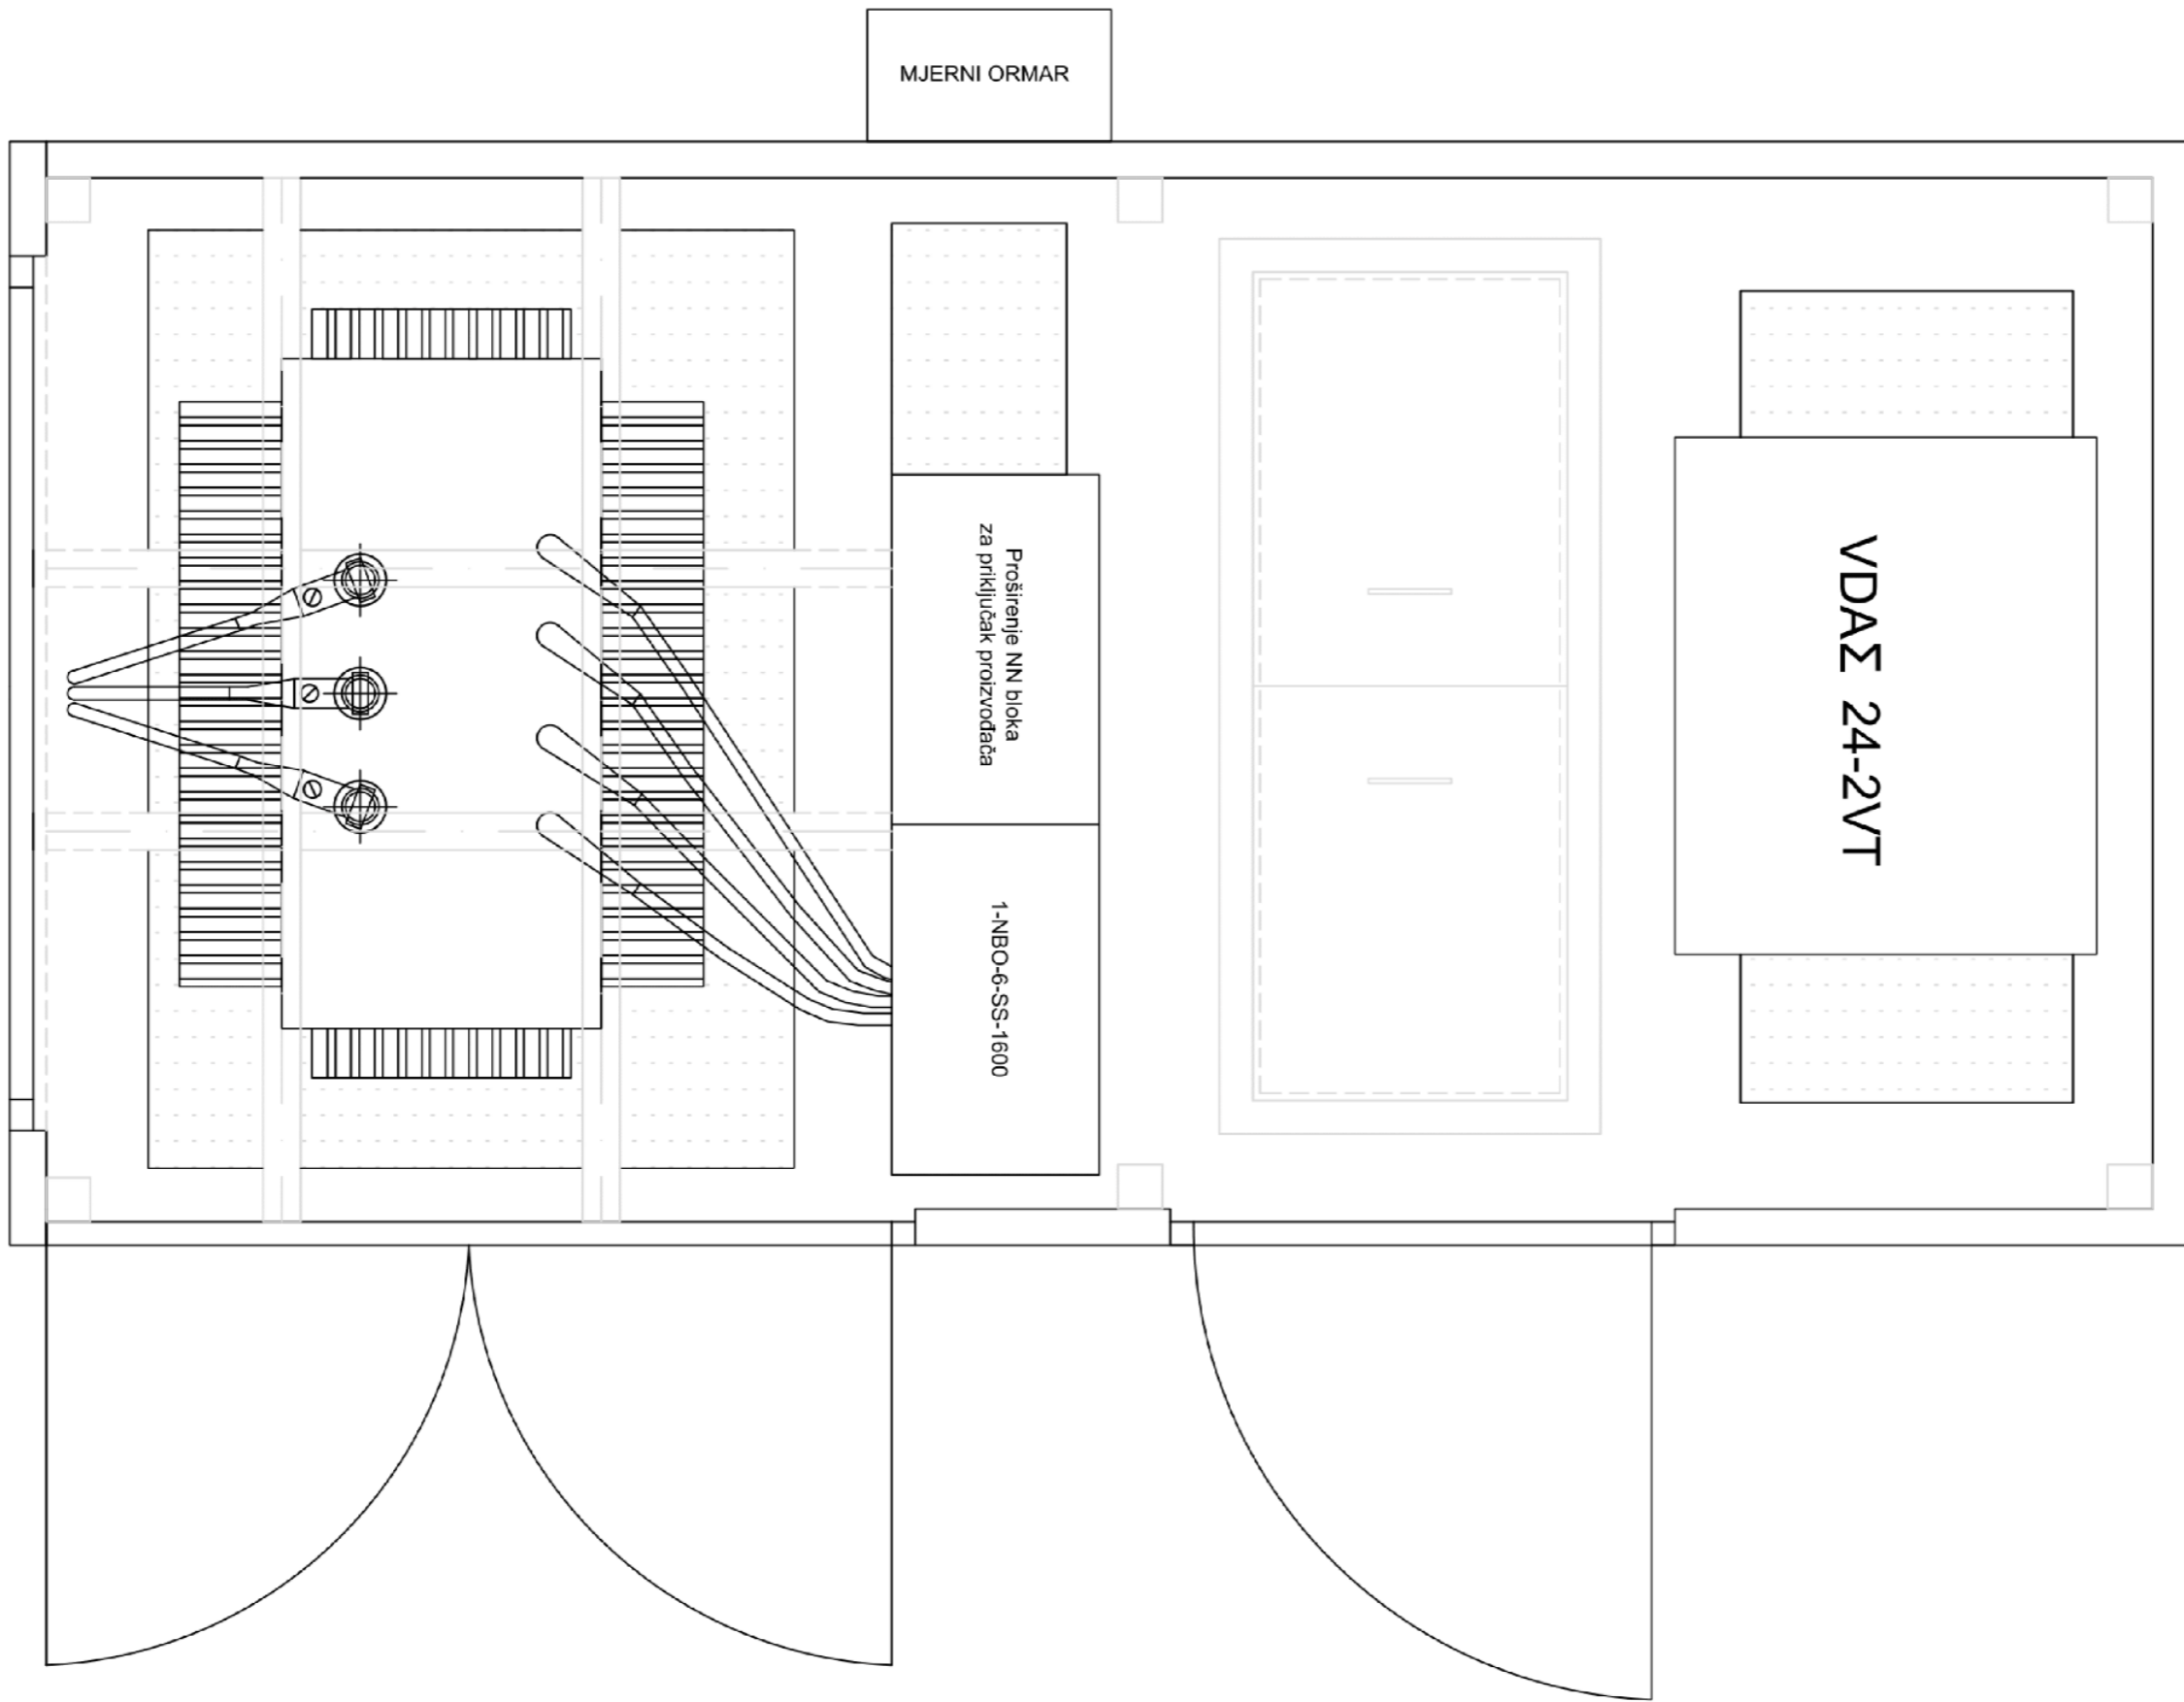 MJERNI ORMAR
Proširenje NN bloka
za priključak proizvođača
1-NBO-6-SS-1600
VDAΣ 24-2VT